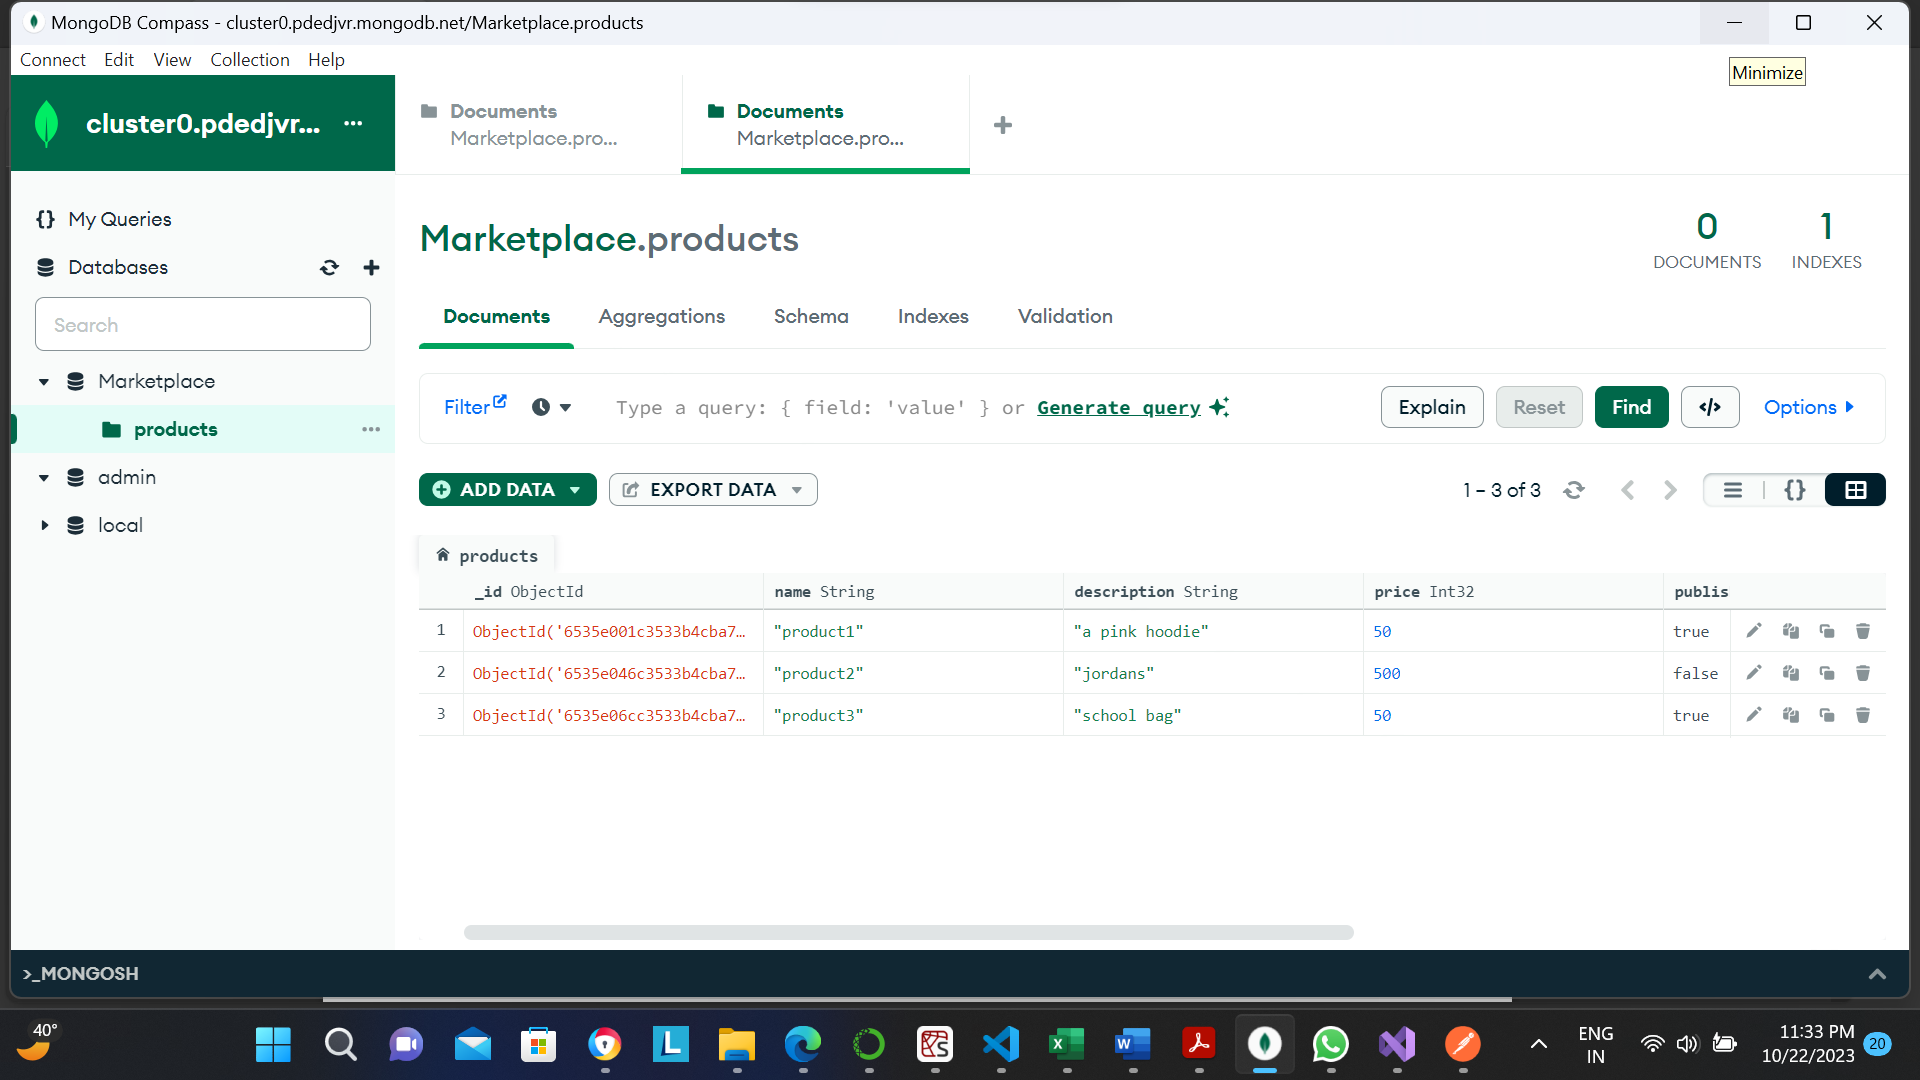 MongoDB Compass - cluster0.pdedjvr.mongodb.net/Marketplace.products
Connect Edit View Collection Help
Minimize
cluster0.pdedjvr...
Documents
Marketplace.pro...
Documents
Marketplace.pro...
My Queries
Databases
Search
Marketplace
products
admin
local
Marketplace.products
0
DOCUMENTS
1
INDEXES
Documents Aggregations Schema Indexes Validation
Filter Type a query: { field: 'value' } or Generate query Explain Reset Find </> Options
ADD DATA EXPORT DATA 1 – 3 of 3 {}
products
_id ObjectId name String description String price Int32 publis
1 ObjectId('6535e001c3533b4cba7… "product1" "a pink hoodie" 50 true
2 ObjectId('6535e046c3533b4cba7… "product2" "jordans" 500 false
3 ObjectId('6535e06cc3533b4cba7… "product3" "school bag" 50 true
>_MONGOSH
40°
ENG
IN
11:33 PM
10/22/2023
20